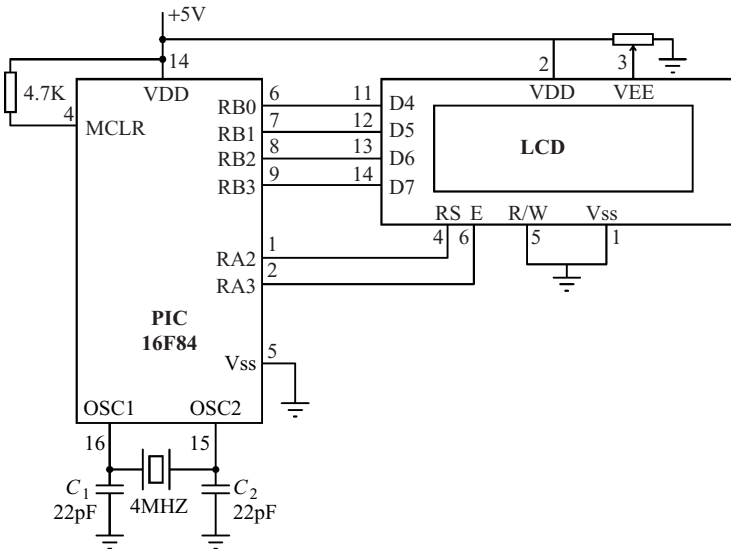 +5V
14
2
3
4.7K
VDD
VDD
VEE
4
MCLR
RB0
6
11
D4
RB1
7
12
D5
LCD
RB2
8
13
D6
RB3
9
14
D7
RS E
R/W
Vss
4
6
5
1
RA2
1
RA3
2
PIC
16F84
Vss
5
OSC1
OSC2
16
15
C1
C2
22pF
4MHZ
22pF